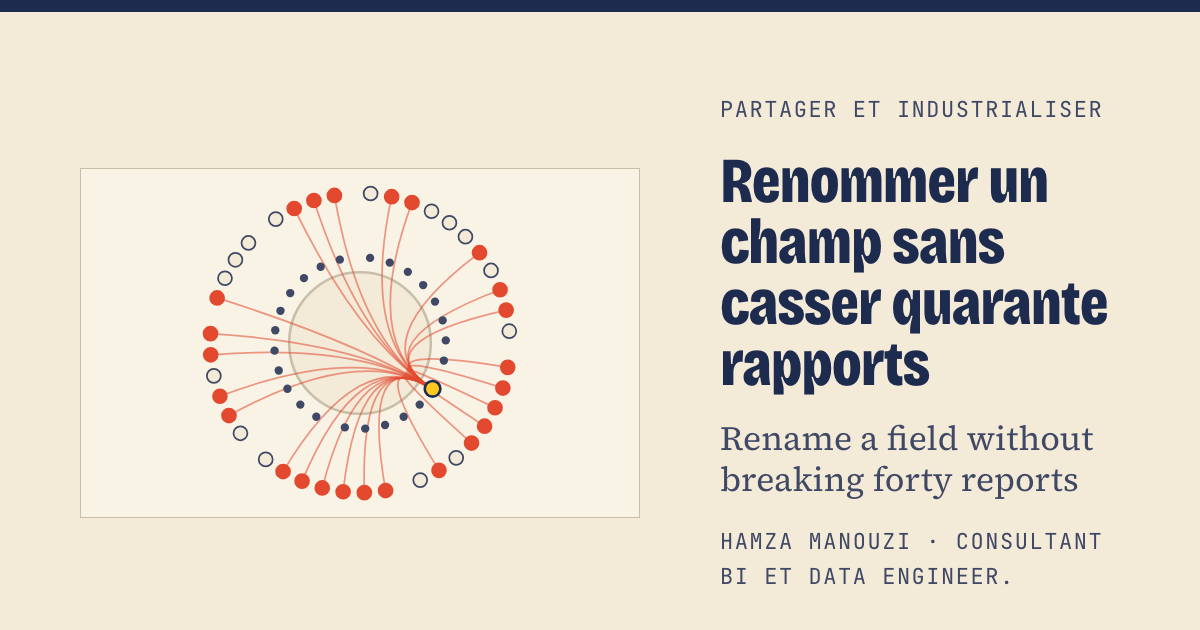 PARTAGER ET INDUSTRIALISER
Renommer un
champ sans
casser quarante
rapports
Rename a field without
breaking forty reports
HAMZA MANOUZI · CONSULTANT
BI ET DATA ENGINEER.